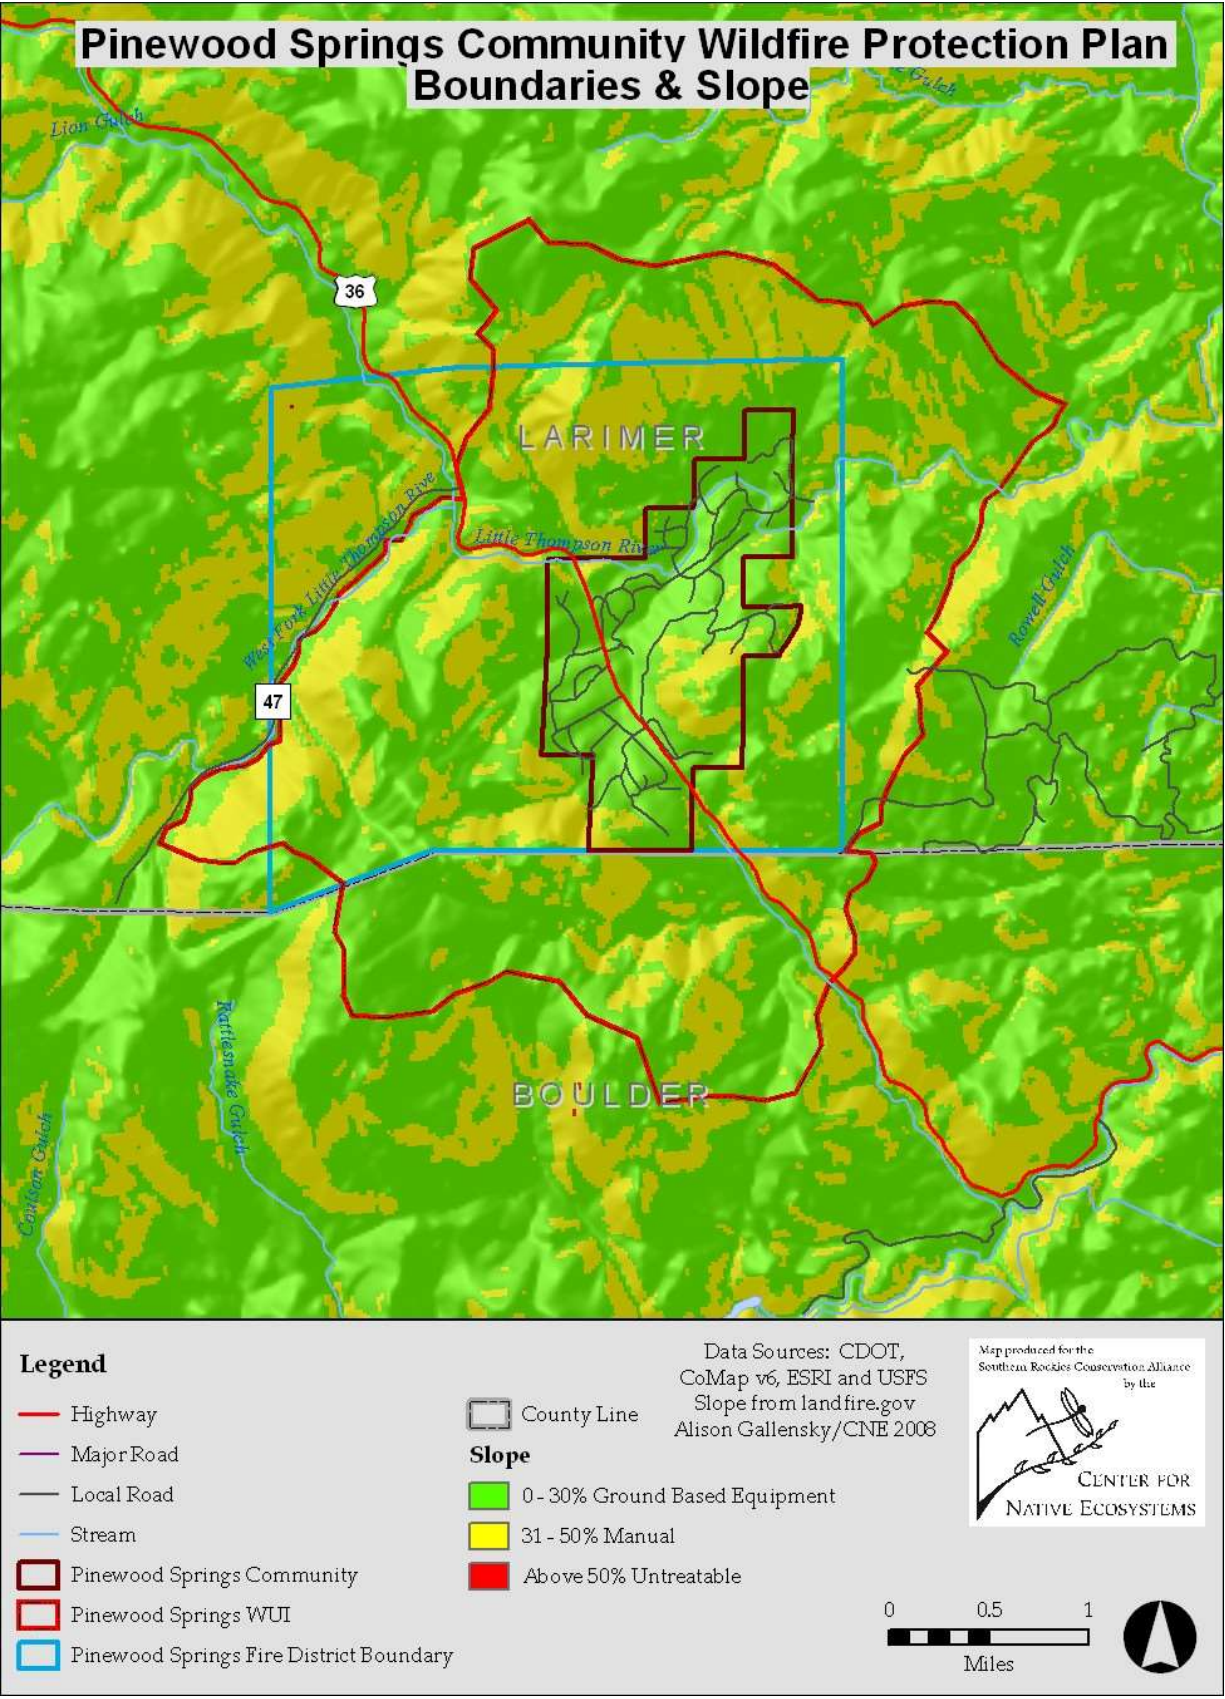 Pinewood Springs Community Wildfire Protection Plan
Boundaries & Slope
Gulch
Lion Gulch
36
LARIMER
West Fork Little Thompson Rive
Little Thompson River
Rowell Gulch
47
Rattlesnake Gulch
BOULDER
Coulson Gulch
Legend
Highway
Major Road
Local Road
Stream
Pinewood Springs Community
Pinewood Springs WUI
Pinewood Springs Fire District Boundary
County Line
Slope
0 - 30% Ground Based Equipment
31 - 50% Manual
Above 50% Untreatable
Data Sources: CDOT,
CoMap v6, ESRI and USFS
Slope from landfire.gov
Alison Gallensky/CNE 2008
Map produced for the
Southern Rockies Conservation Alliance
by the
CENTER FOR
NATIVE ECOSYSTEMS
0 0.5 1
Miles